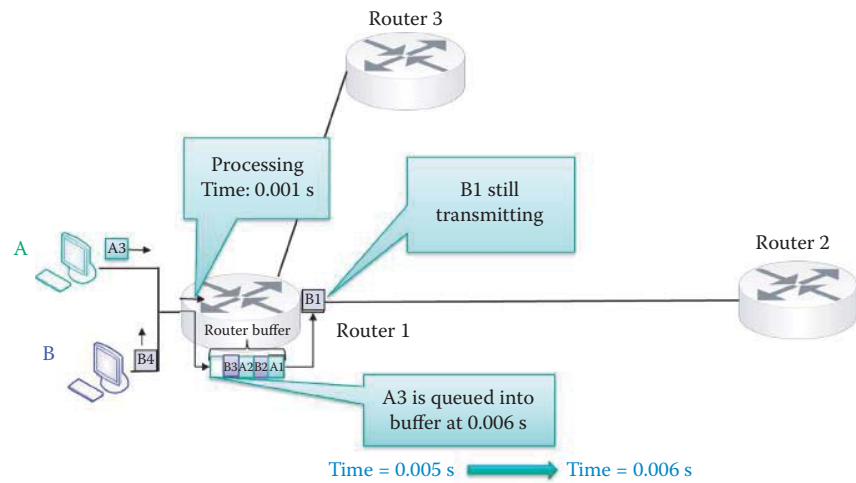 Router 3
Processing
Time: 0.001 s
B1 still
transmitting
A
A3
Router 2
B1
Router buffer
Router 1
B
B4
B3 A2 B2 A1
A3 is queued into
buffer at 0.006 s
Time = 0.005 s
Time = 0.006 s